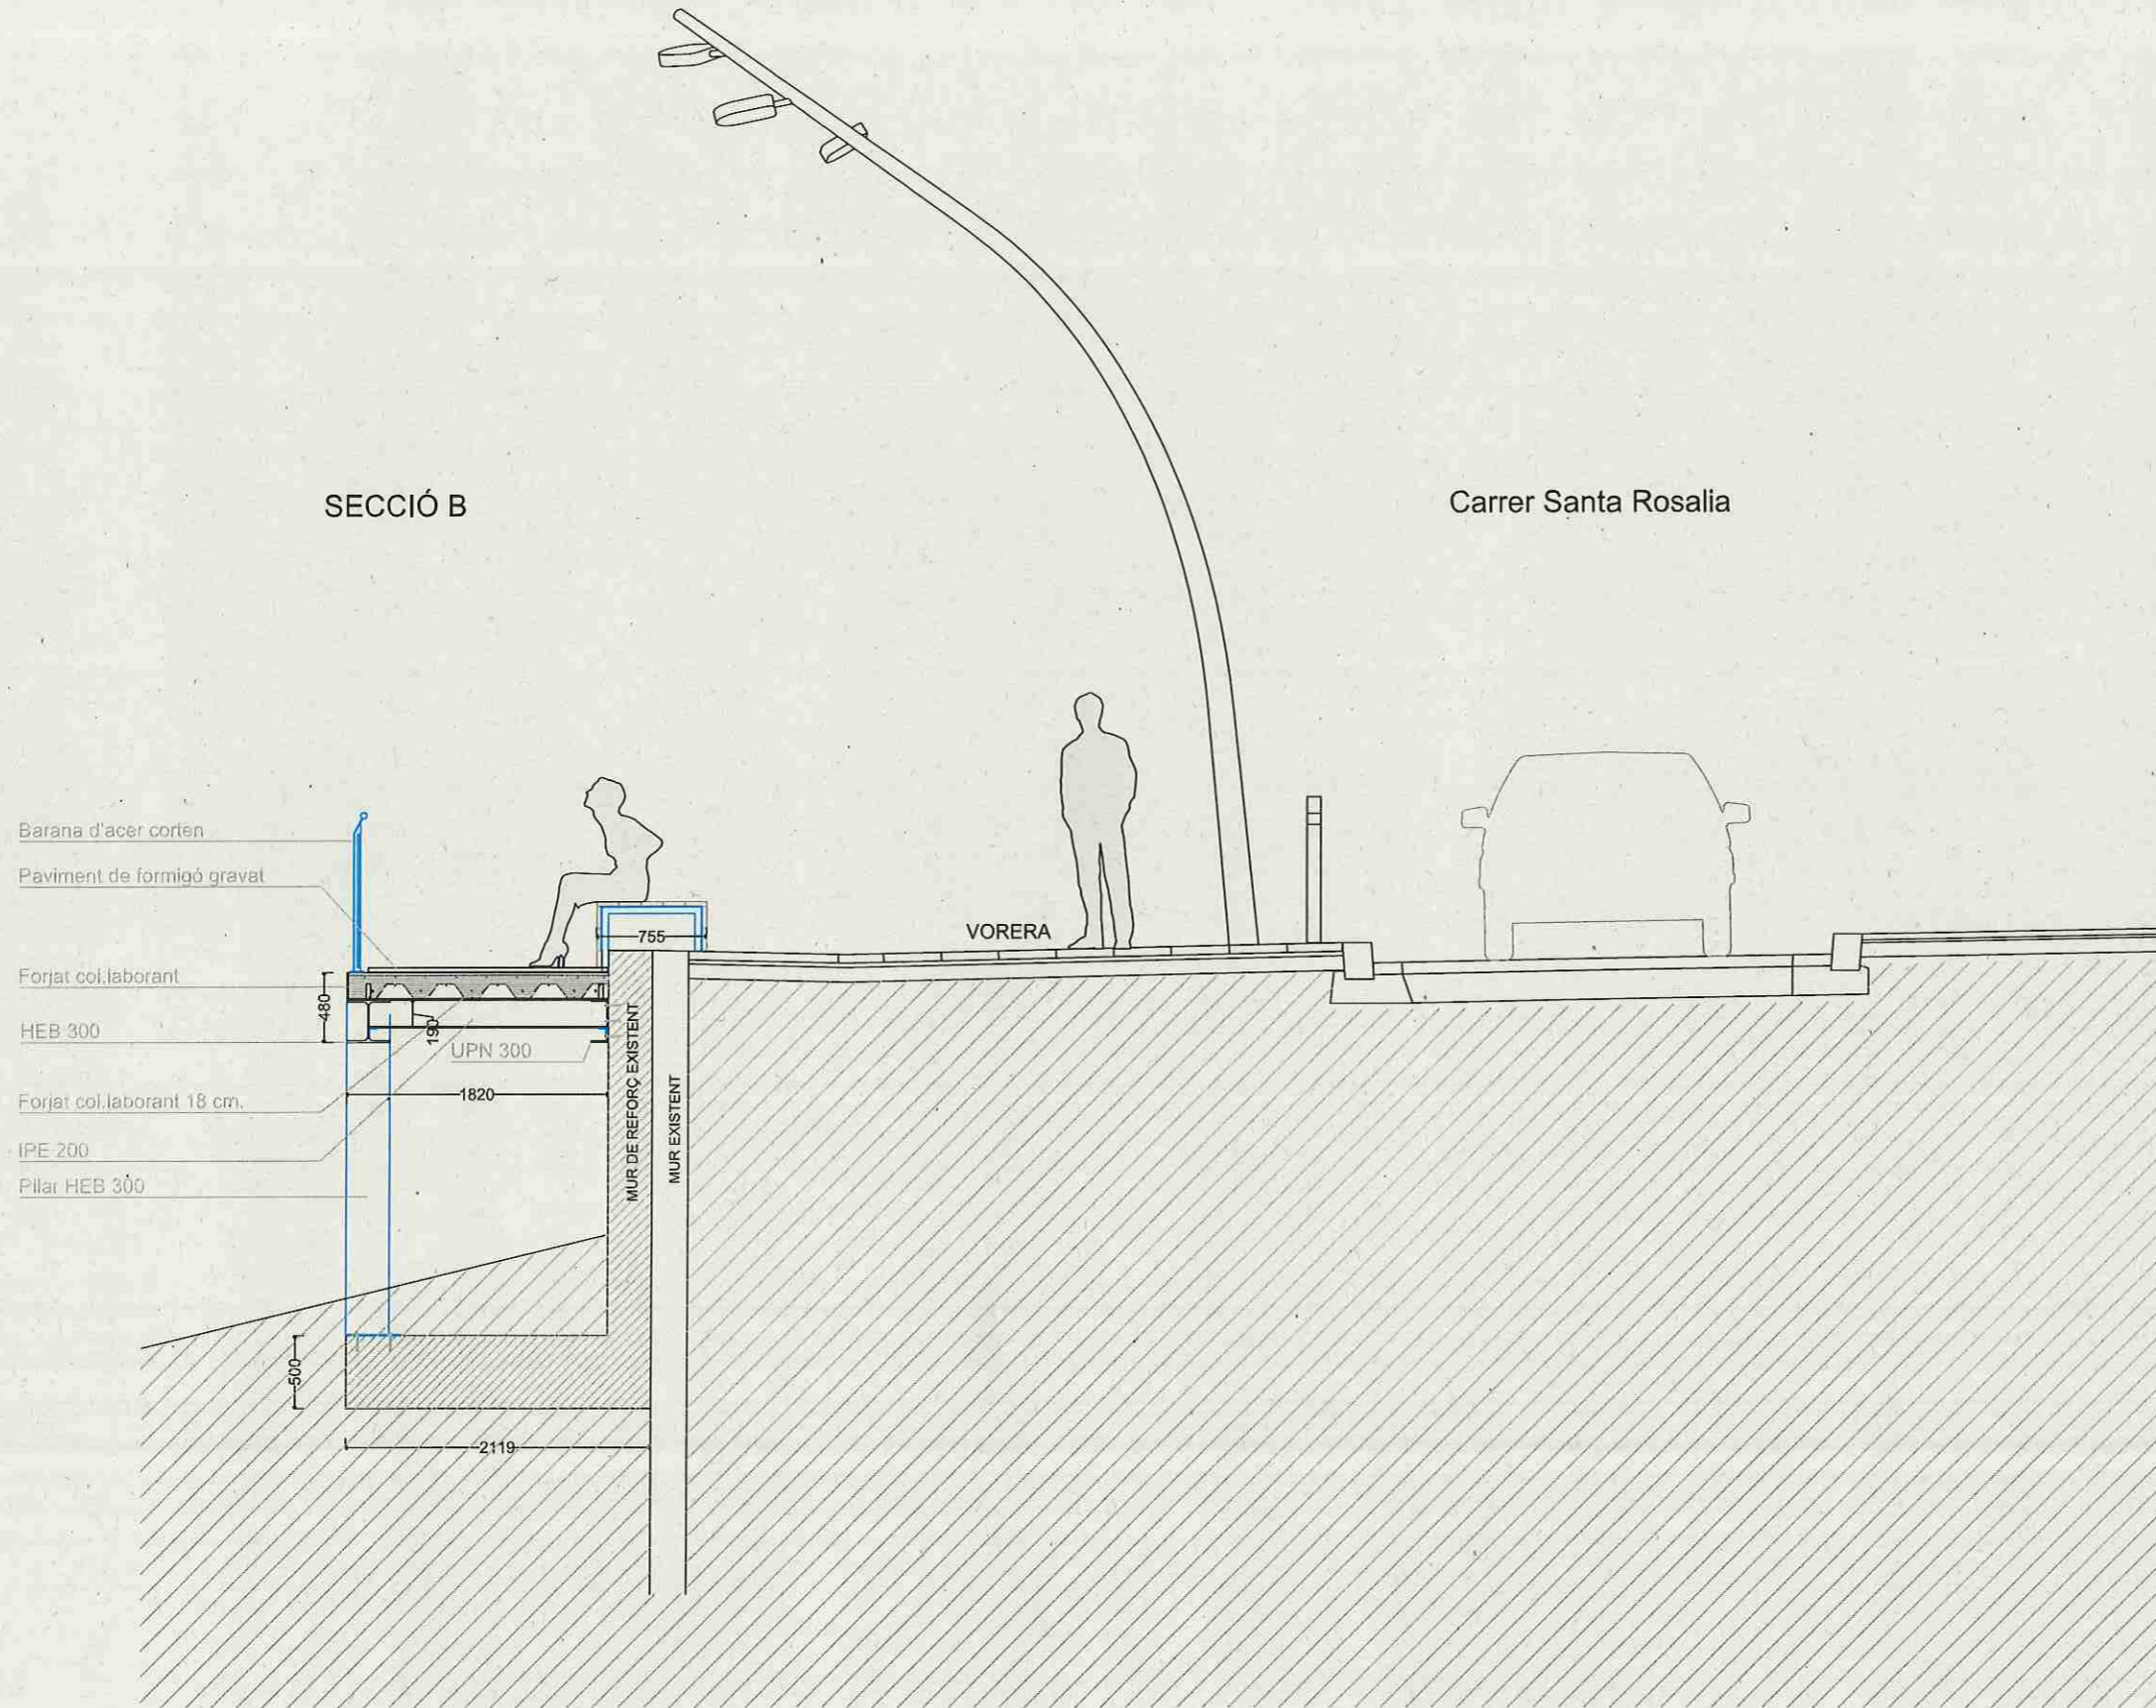 SECCIÓ B
Carrer Santa Rosalia
Barana d'acer corten
Paviment de formigó gravat
755
VORERA
Forjat col.laborant
480
HEB 300
190
UPN 300
MUR DE REFORÇ EXISTENT
MUR EXISTENT
Forjat col.laborant 18 cm.
1820
IPE 200
Pilar HEB 300
500
2119